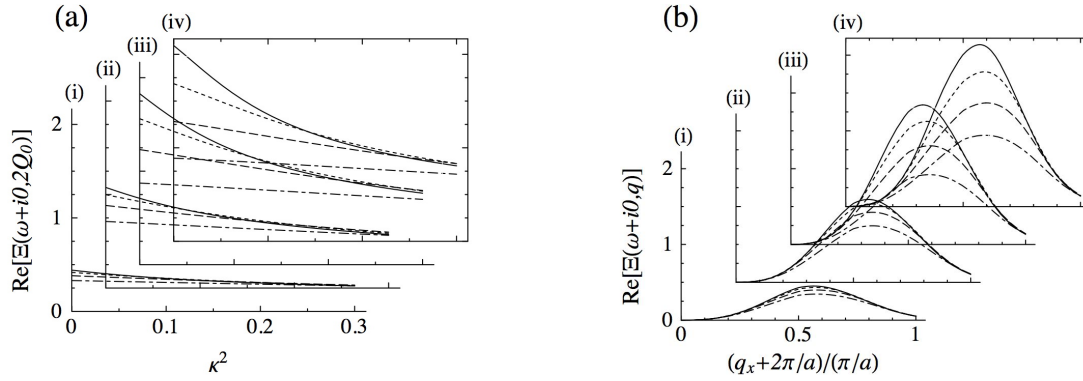 (a)
(iv)
(iii)
(ii)
(i)
2
1
0
Re[Ξ(ω+i0,2Q₀)]
0
0.1
0.2
0.3
κ²
(b)
(iv)
(iii)
(ii)
(i)
2
1
0
Re[Ξ(ω+i0,q)]
0
0.5
1
(qₓ+2π/a)/(π/a)